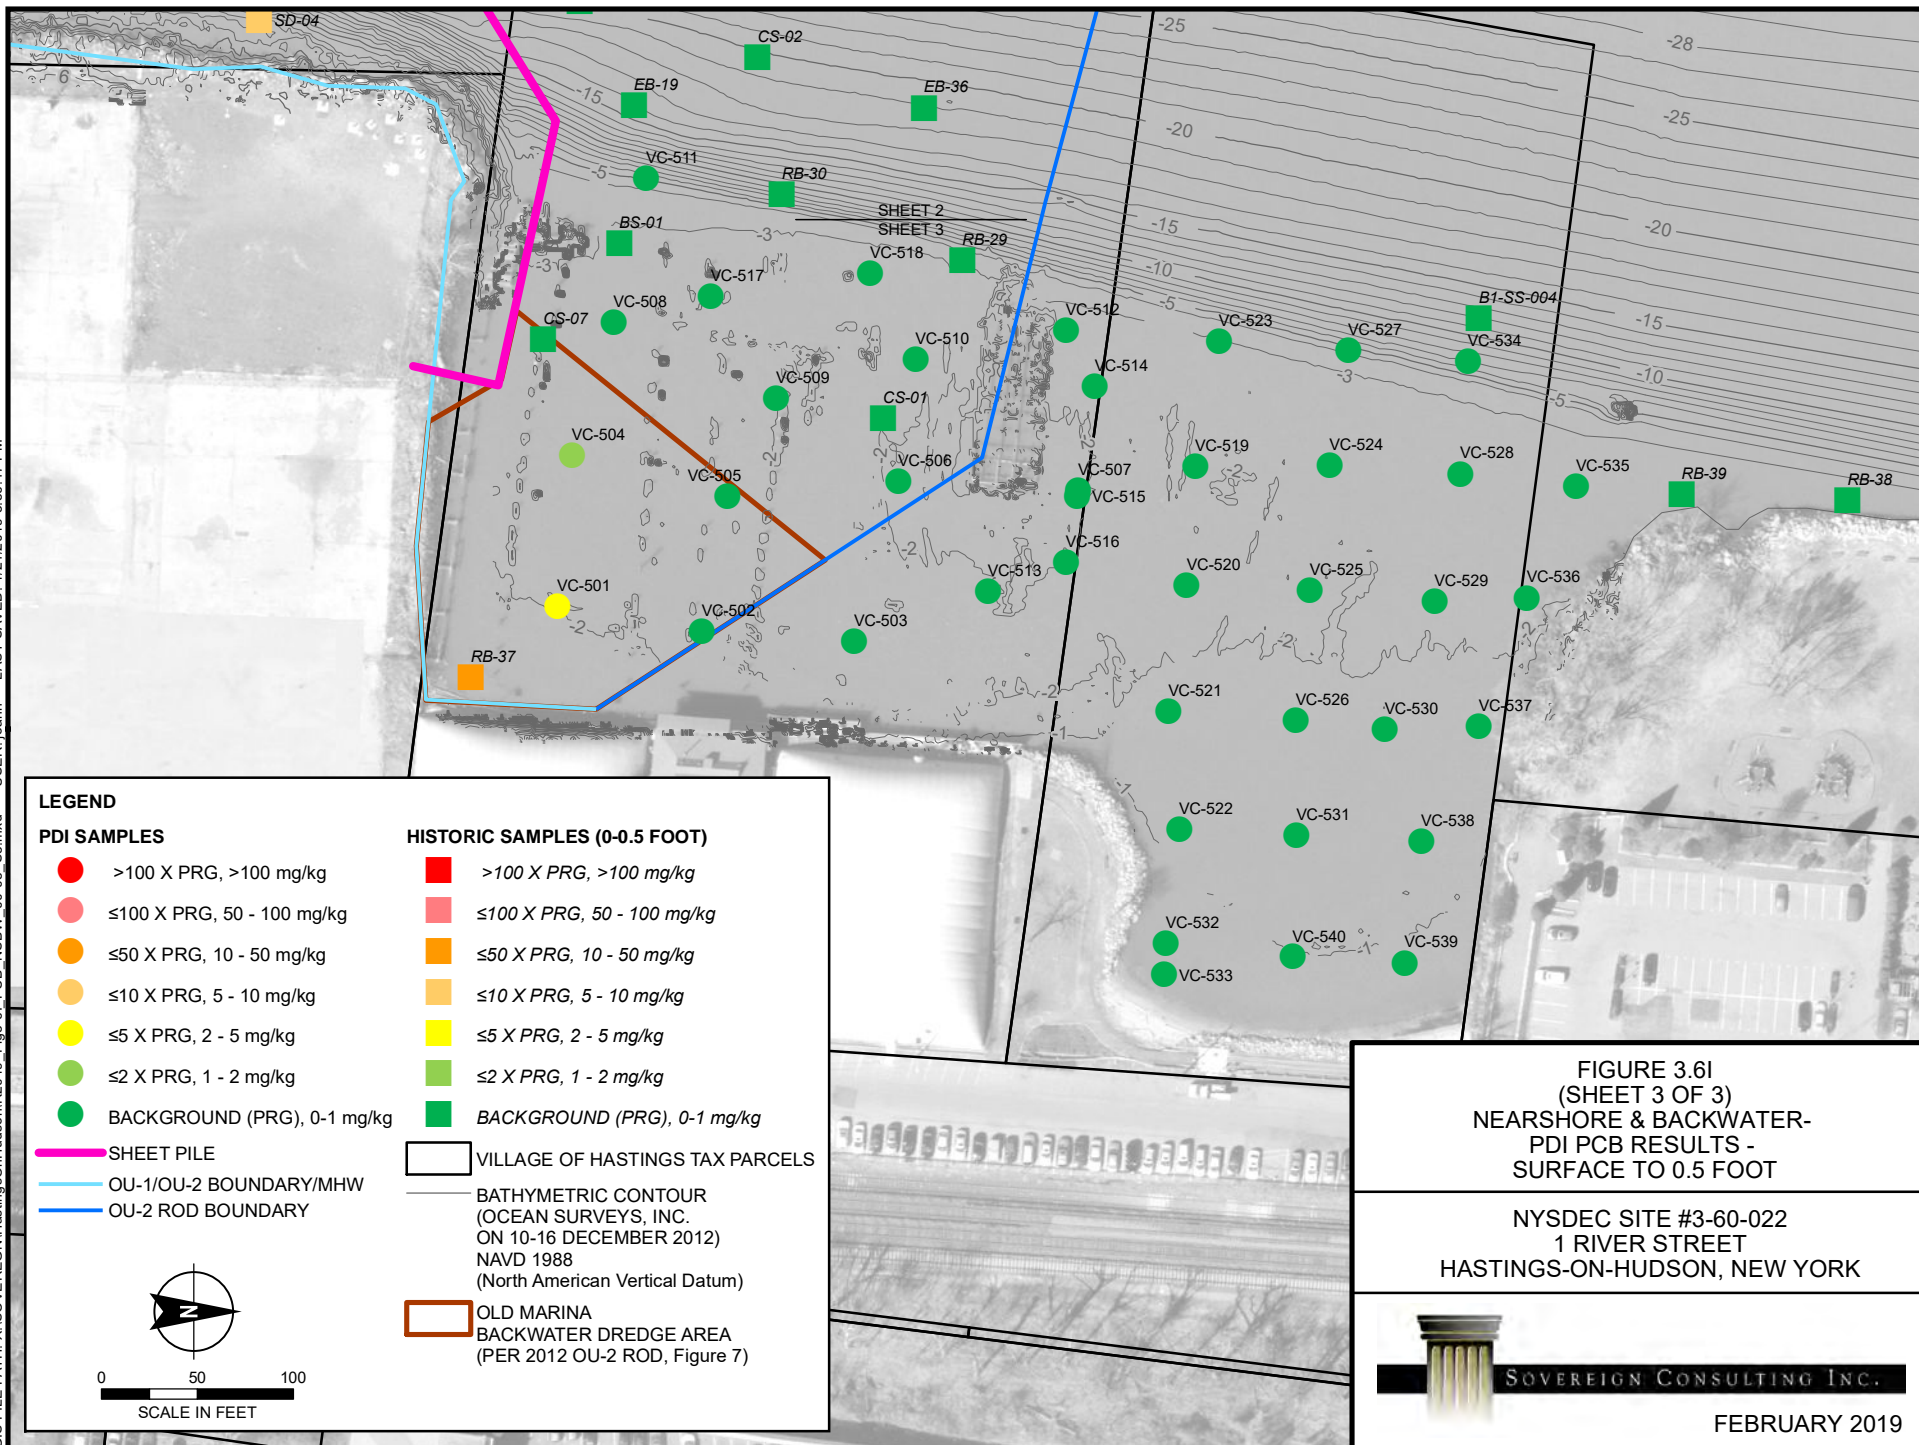 SD-04
CS-02
-25
-28
6
EB-19
EB-36
-15
-20
-25
VC-511
RB-30
-5
SHEET 2
SHEET 3
BS-01
-3
RB-29
-15
-20
-3
VC-518
-10
VC-517
-5
B1-SS-004
VC-508
VC-512
VC-523
VC-527
-15
CS-07
VC-510
VC-534
VC-514
-3
-10
VC-509
CS-01
-5
VC-504
-2
-2
-2
VC-519
VC-524
VC-528
VC-505
VC-506
VC-507
-2
VC-535
RB-39
RB-38
VC-515
-2
VC-516
VC-513
VC-520
VC-525
VC-529
VC-536
VC-501
-2
VC-502
VC-503
-2
-2
RB-37
-2
VC-521
VC-526
VC-530
VC-537
-1
-1
VC-522
VC-531
VC-538
VC-532
VC-540
-1
VC-539
VC-533
LEGEND
PDI SAMPLES
>100 X PRG, >100 mg/kg
≤100 X PRG, 50 - 100 mg/kg
≤50 X PRG, 10 - 50 mg/kg
≤10 X PRG, 5 - 10 mg/kg
≤5 X PRG, 2 - 5 mg/kg
≤2 X PRG, 1 - 2 mg/kg
BACKGROUND (PRG), 0-1 mg/kg
SHEET PILE
OU-1/OU-2 BOUNDARY/MHW
OU-2 ROD BOUNDARY
HISTORIC SAMPLES (0-0.5 FOOT)
>100 X PRG, >100 mg/kg
≤100 X PRG, 50 - 100 mg/kg
≤50 X PRG, 10 - 50 mg/kg
≤10 X PRG, 5 - 10 mg/kg
≤5 X PRG, 2 - 5 mg/kg
≤2 X PRG, 1 - 2 mg/kg
BACKGROUND (PRG), 0-1 mg/kg
VILLAGE OF HASTINGS TAX PARCELS
BATHYMETRIC CONTOUR
(OCEAN SURVEYS, INC.
ON 10-16 DECEMBER 2012)
NAVD 1988
(North American Vertical Datum)
OLD MARINA
BACKWATER DREDGE AREA
(PER 2012 OU-2 ROD, Figure 7)
N
0 50 100
SCALE IN FEET
FIGURE 3.6I
(SHEET 3 OF 3)
NEARSHORE & BACKWATER-
PDI PCB RESULTS -
SURFACE TO 0.5 FOOT
NYSDEC SITE #3-60-022
1 RIVER STREET
HASTINGS-ON-HUDSON, NEW YORK
SOVEREIGN CONSULTING INC.
FEBRUARY 2019